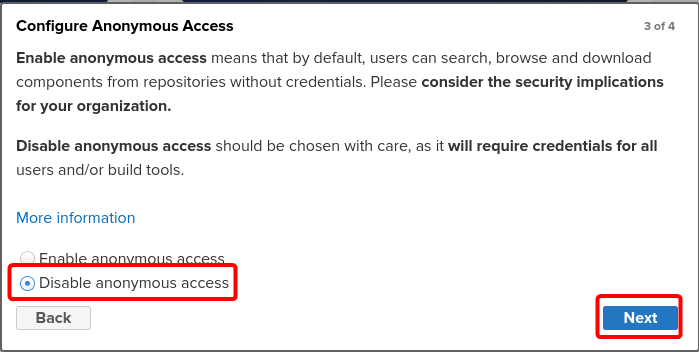 Configure Anonymous Access
3 of 4
Enable anonymous access means that by default, users can search, browse and download
components from repositories without credentials. Please consider the security implications
for your organization.
Disable anonymous access should be chosen with care, as it will require credentials for all
users and/or build tools.
More information
Enable anonymous access
Disable anonymous access
Back
Next